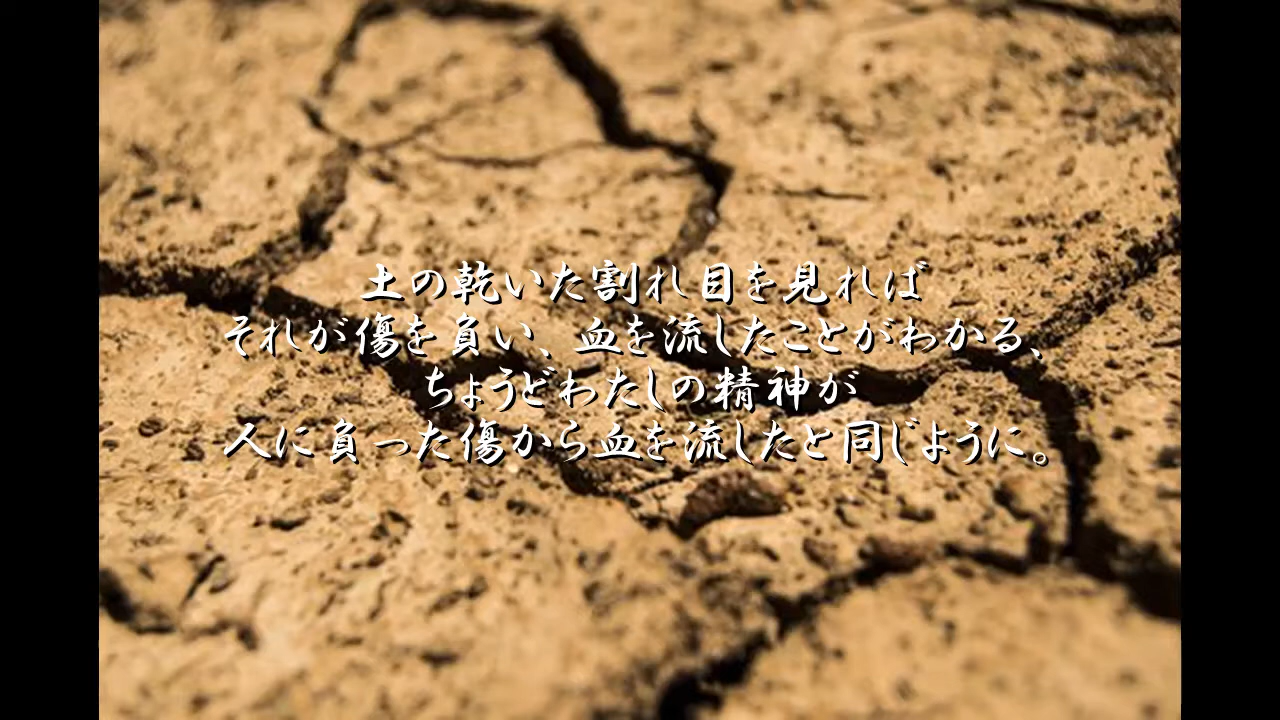 土の乾いた割れ目を見れば
それが傷を負い、血を流したことがわかる、
ちょうどわたしの精神が
人に負った傷から血を流したと同じように。